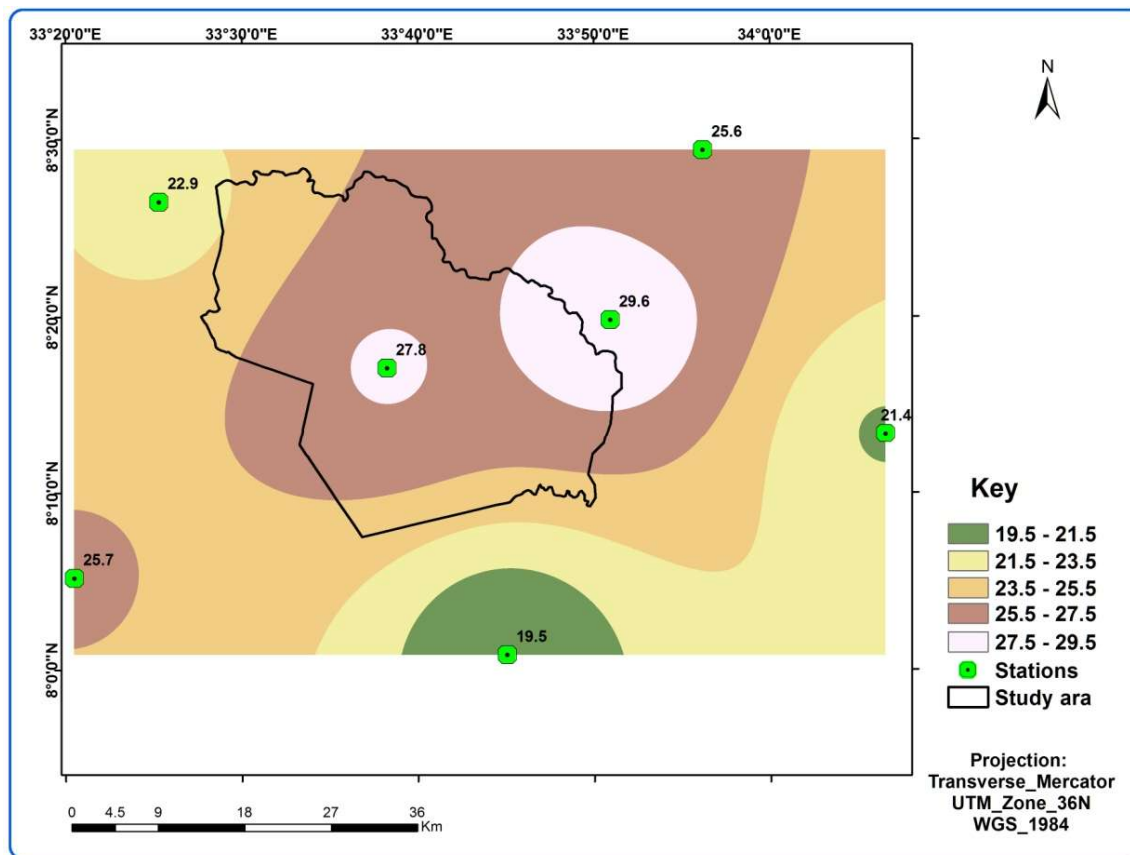 33°20'0"E 33°30'0"E 33°40'0"E 33°50'0"E 34°0'0"E
N
8°30'0"N
8°20'0"N
8°10'0"N
8°0'0"N
25.6
22.9
29.6
27.8
21.4
25.7
19.5
Key
19.5 - 21.5
21.5 - 23.5
23.5 - 25.5
25.5 - 27.5
27.5 - 29.5
Stations
Study ara
Projection:
Transverse_Mercator
UTM_Zone_36N
WGS_1984
0 4.5 9 18 27 36
Km